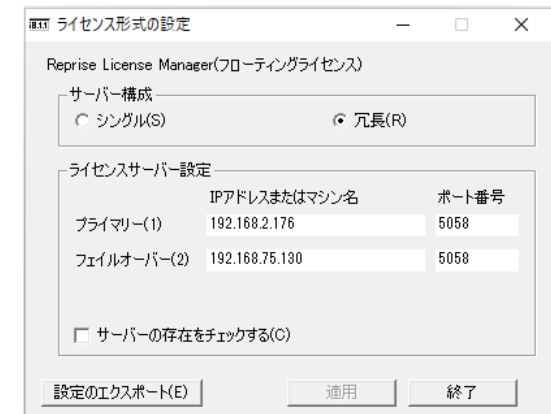 ライセンス形式の設定
Reprise License Manager(フローティングライセンス)
サーバー構成
シングル(S) 冗長(R)
ライセンスサーバー設定
IPアドレスまたはマシン名 ポート番号
プライマリー(1) 192.168.2.176 5058
フェイルオーバー(2) 192.168.75.130 5058
サーバーの存在をチェックする(C)
設定のエクスポート(E) 適用 終了